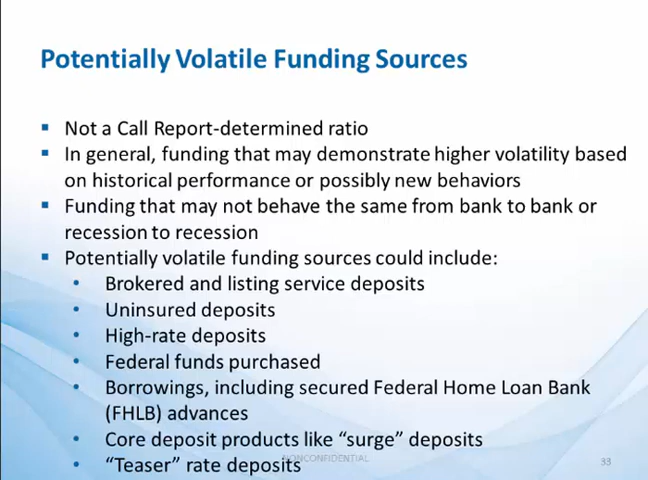 Potentially Volatile Funding Sources
▪ Not a Call Report-determined ratio
▪ In general, funding that may demonstrate higher volatility based
on historical performance or possibly new behaviors
▪ Funding that may not behave the same from bank to bank or
recession to recession
▪ Potentially volatile funding sources could include:
• Brokered and listing service deposits
• Uninsured deposits
• High-rate deposits
• Federal funds purchased
• Borrowings, including secured Federal Home Loan Bank
(FHLB) advances
• Core deposit products like “surge” deposits
• “Teaser” rate deposits
NONCONFIDENTIAL
33